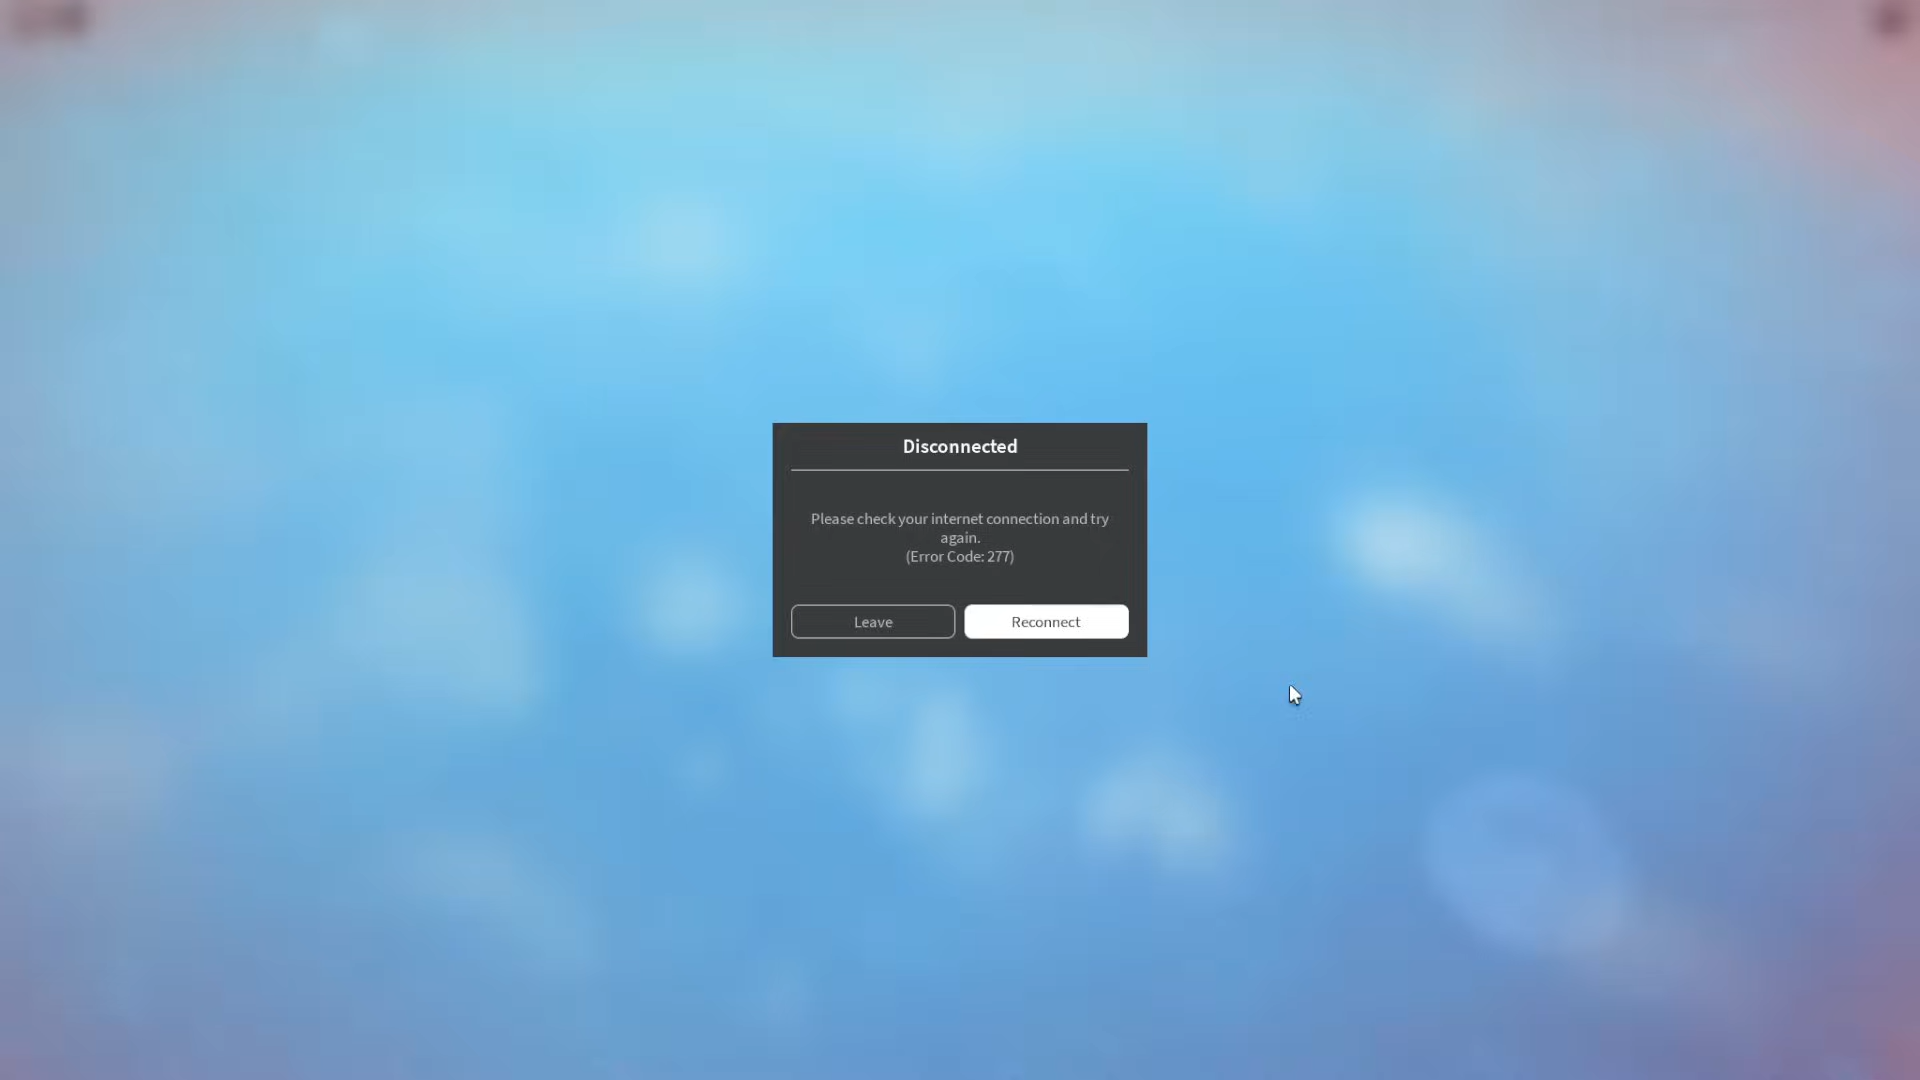 Disconnected
Please check your internet connection and try
again.
(Error Code: 277)
Leave
Reconnect